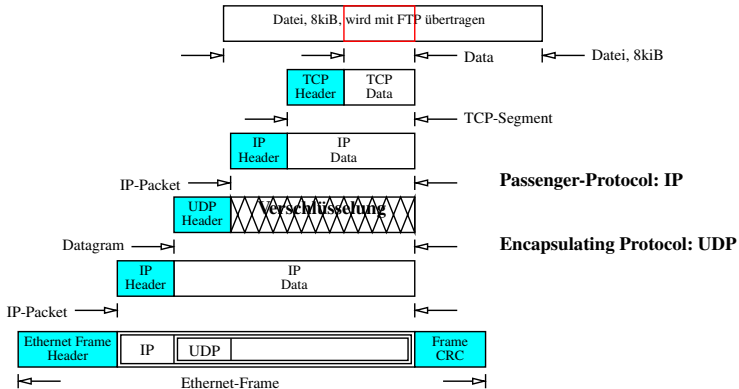 Datei, 8kiB, wird mit FTP übertragen
Data
Datei, 8kiB
TCP Header
TCP Data
TCP-Segment
IP Header
IP Data
IP-Packet
Passenger-Protocol: IP
UDP Header
Verschlüsselung
Datagram
Encapsulating Protocol: UDP
IP Header
IP Data
IP-Packet
Ethernet Frame Header
IP
UDP
Frame CRC
Ethernet-Frame